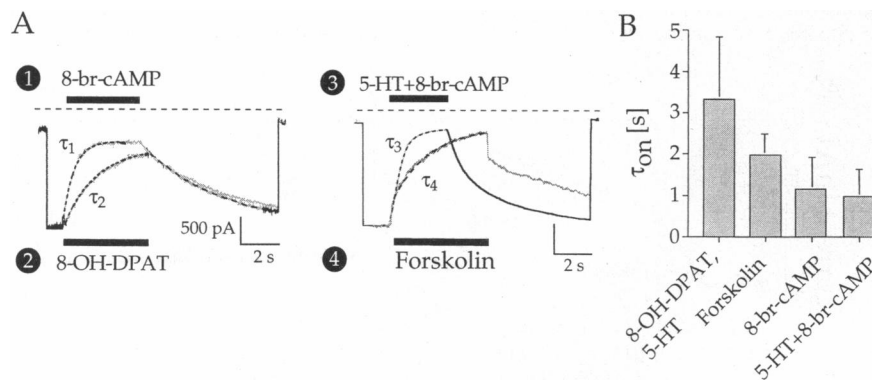 A
B
1
8-br-cAMP
3
5-HT+8-br-cAMP
τ1
τ2
τ3
τ4
500 pA
2 s
2 s
2
8-OH-DPAT
4
Forskolin
τon [s]
5
4
3
2
1
0
8-OH-DPAT,
5-HT
Forskolin
8-br-cAMP
5-HT+8-br-cAMP